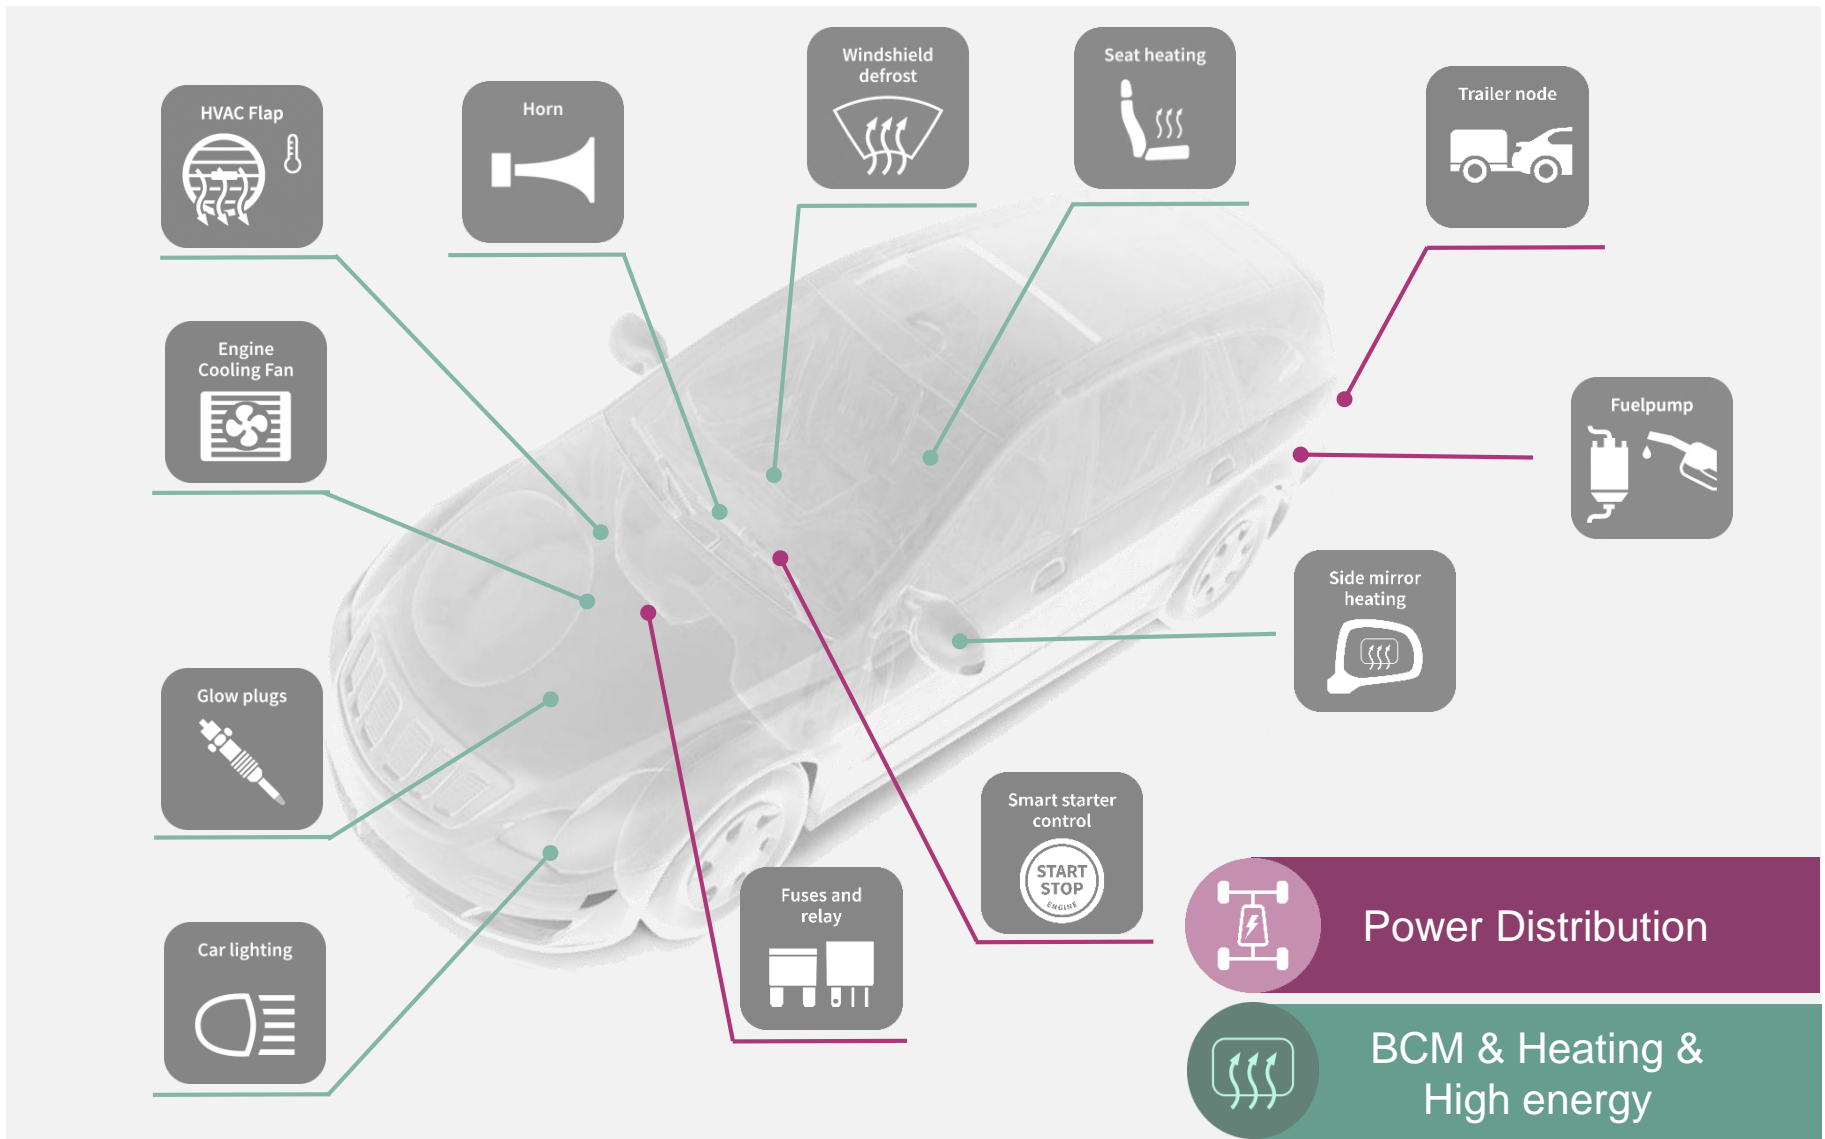 Windshield
defrost
Seat heating
Trailer node
HVAC Flap
Horn
Engine
Cooling Fan
Fuelpump
Side mirror
heating
Glow plugs
Smart starter
control
START
STOP
ENGINE
Fuses and
relay
Car lighting
Power Distribution
BCM & Heating &
High energy